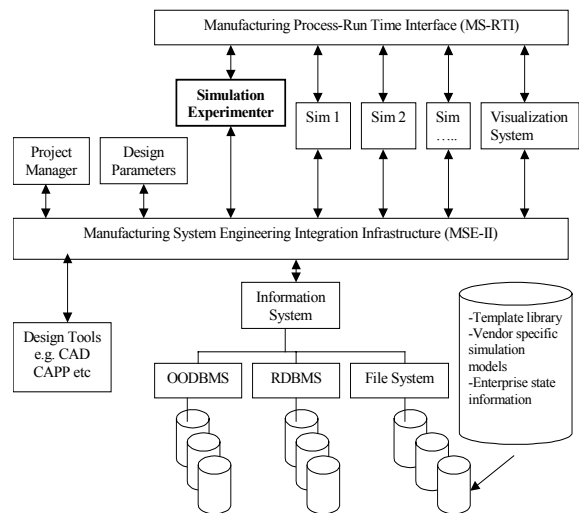 Manufacturing Process-Run Time Interface (MS-RTI)
Simulation
Experimenter
Sim 1
Sim 2
Sim
…..
Visualization
System
Project
Manager
Design
Parameters
Manufacturing System Engineering Integration Infrastructure (MSE-II)
Information
System
Design Tools
e.g. CAD
CAPP etc
-Template library
-Vendor specific
simulation
models
-Enterprise state
information
OODBMS
RDBMS
File System